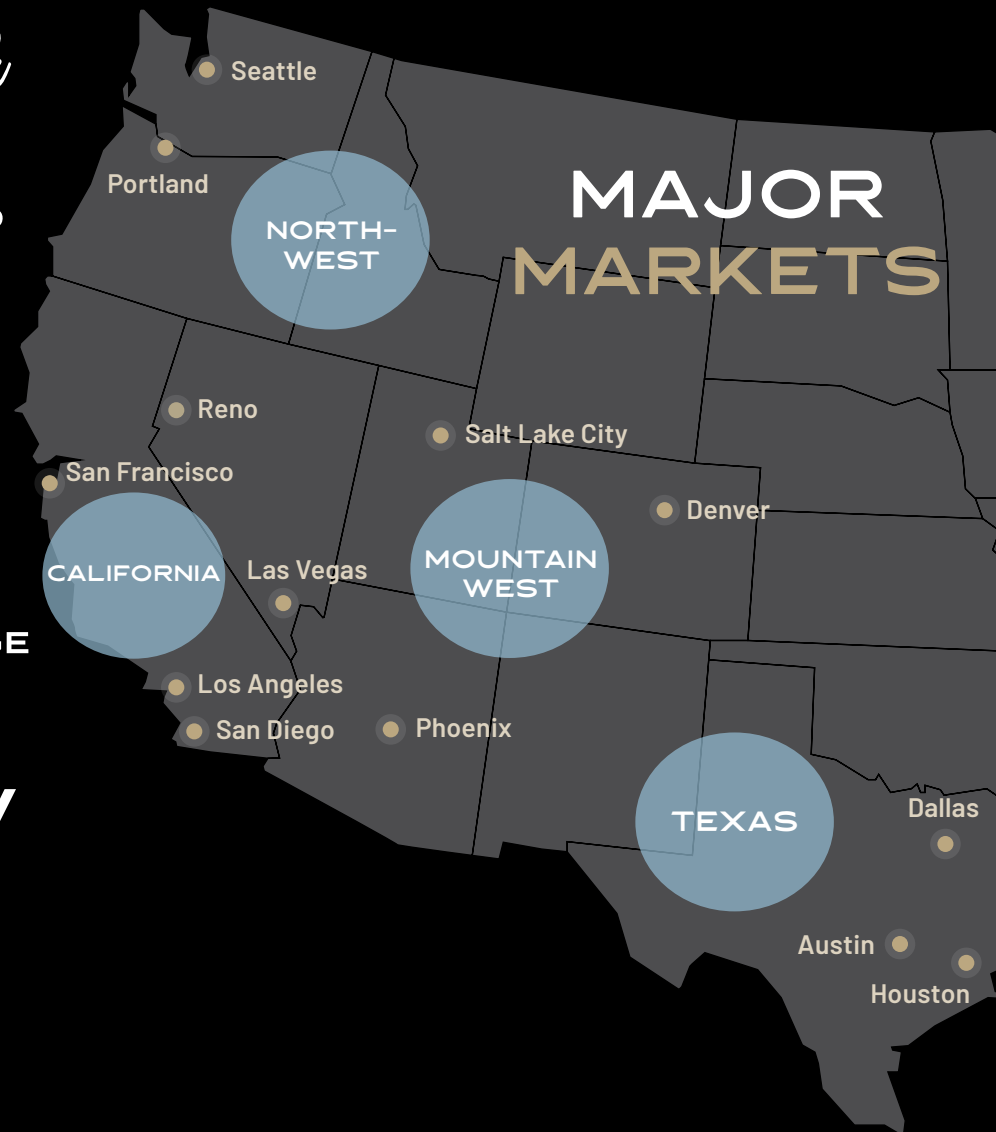 Seattle
Portland
MAJOR
MARKETS
NORTH-
WEST
Reno
Salt Lake City
San Francisco
Denver
CALIFORNIA
Las Vegas
MOUNTAIN
WEST
Los Angeles
San Diego
Phoenix
TEXAS
Dallas
Austin
Houston